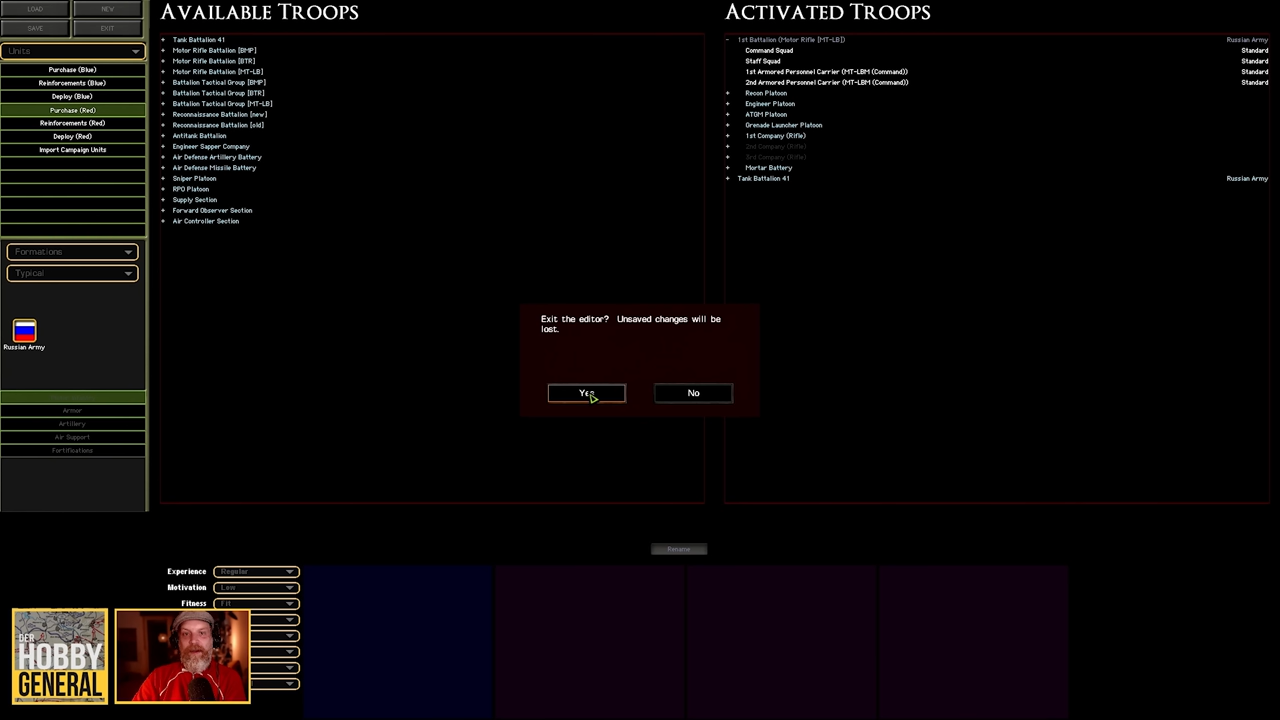 LOAD
NEW
SAVE
EXIT
Units
Purchase (Blue)
Reinforcements (Blue)
Deploy (Blue)
Purchase (Red)
Reinforcements (Red)
Deploy (Red)
Import Campaign Units
Formations
Typical
Russian Army
Armor
Artillery
Air Support
Fortifications
AVAILABLE TROOPS
+ Tank Battalion 41
+ Motor Rifle Battalion [BMP]
+ Motor Rifle Battalion [BTR]
+ Motor Rifle Battalion [MT-LB]
+ Battalion Tactical Group [BMP]
+ Battalion Tactical Group [BTR]
+ Battalion Tactical Group [MT-LB]
+ Reconnaissance Battalion [new]
+ Reconnaissance Battalion [old]
+ Antitank Battalion
+ Engineer Sapper Company
+ Air Defense Artillery Battery
+ Air Defense Missile Battery
+ Sniper Platoon
+ RPO Platoon
+ Supply Section
+ Forward Observer Section
+ Air Controller Section
ACTIVATED TROOPS
- 1st Battalion (Motor Rifle [MT-LB]) Russian Army
Command Squad Standard
Staff Squad Standard
1st Armored Personnel Carrier (MT-LBM (Command)) Standard
2nd Armored Personnel Carrier (MT-LBM (Command)) Standard
+ Recon Platoon
+ Engineer Platoon
+ ATGM Platoon
+ Grenade Launcher Platoon
+ 1st Company (Rifle)
+ 2nd Company (Rifle)
+ 3rd Company (Rifle)
+ Mortar Battery
+ Tank Battalion 41 Russian Army
Exit the editor? Unsaved changes will be
lost.
Yes
No
Rename
Experience Regular
Motivation Low
Fitness Fit
DER
HOBBY
GENERAL